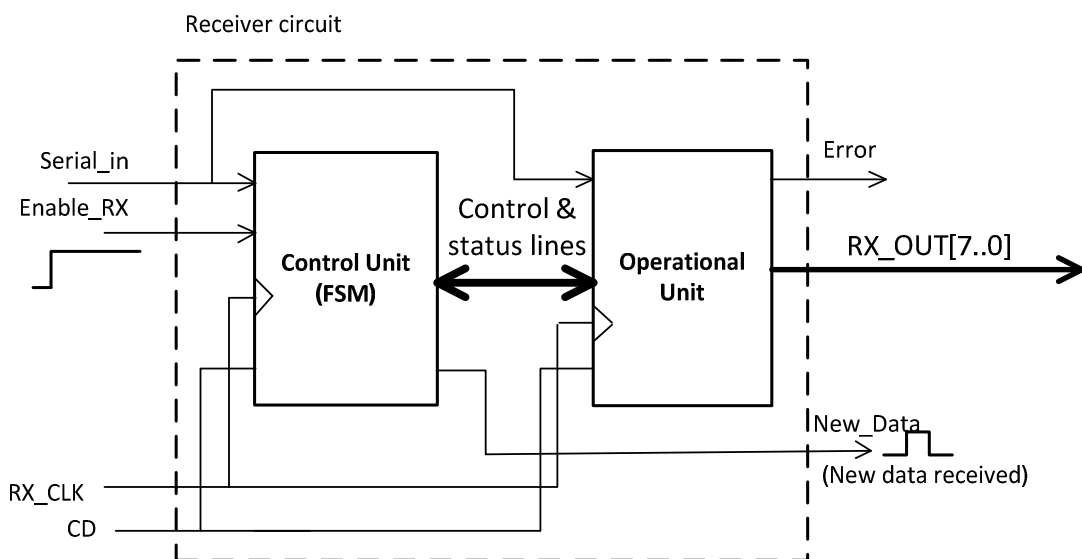 Receiver circuit
Serial_in
Enable_RX
Control Unit
(FSM)
Control &
status lines
Operational
Unit
Error
RX_OUT[7..0]
New_Data
(New data received)
RX_CLK
CD